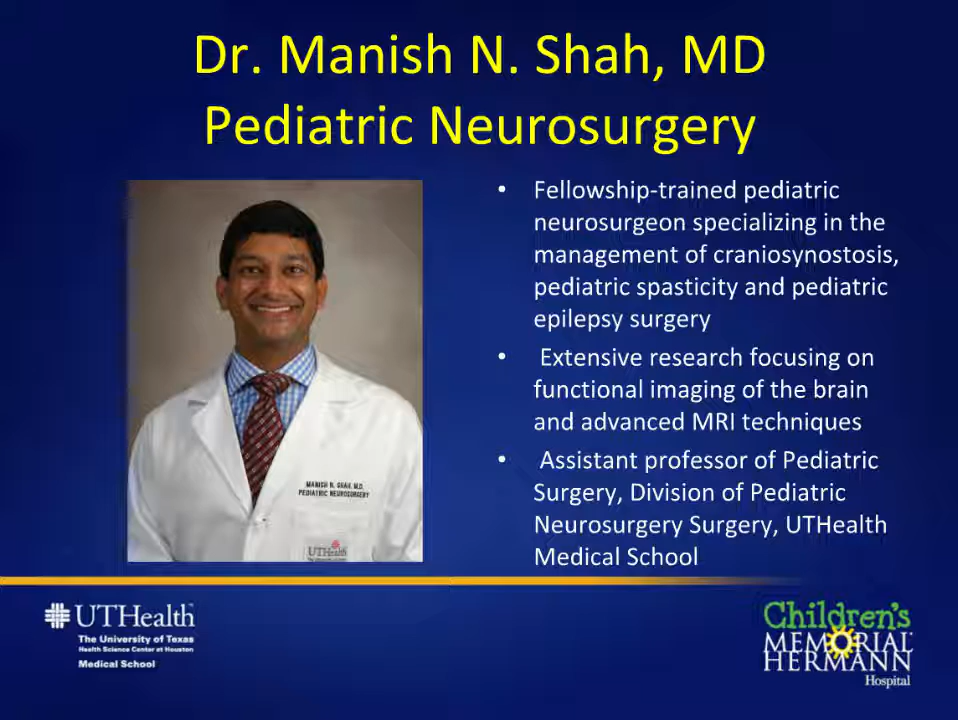 Dr. Manish N. Shah, MD
Pediatric Neurosurgery
• Fellowship-trained pediatric
neurosurgeon specializing in the
management of craniosynostosis,
pediatric spasticity and pediatric
epilepsy surgery
• Extensive research focusing on
functional imaging of the brain
and advanced MRI techniques
• Assistant professor of Pediatric
Surgery, Division of Pediatric
Neurosurgery Surgery, UTHealth
Medical School
MANISH N. SHAH, M.D.
PEDIATRIC NEUROSURGERY
UTHealth
UTHealth
The University of Texas
Health Science Center at Houston
Medical School
Children's
MEMORIAL
HERMANN
Hospital